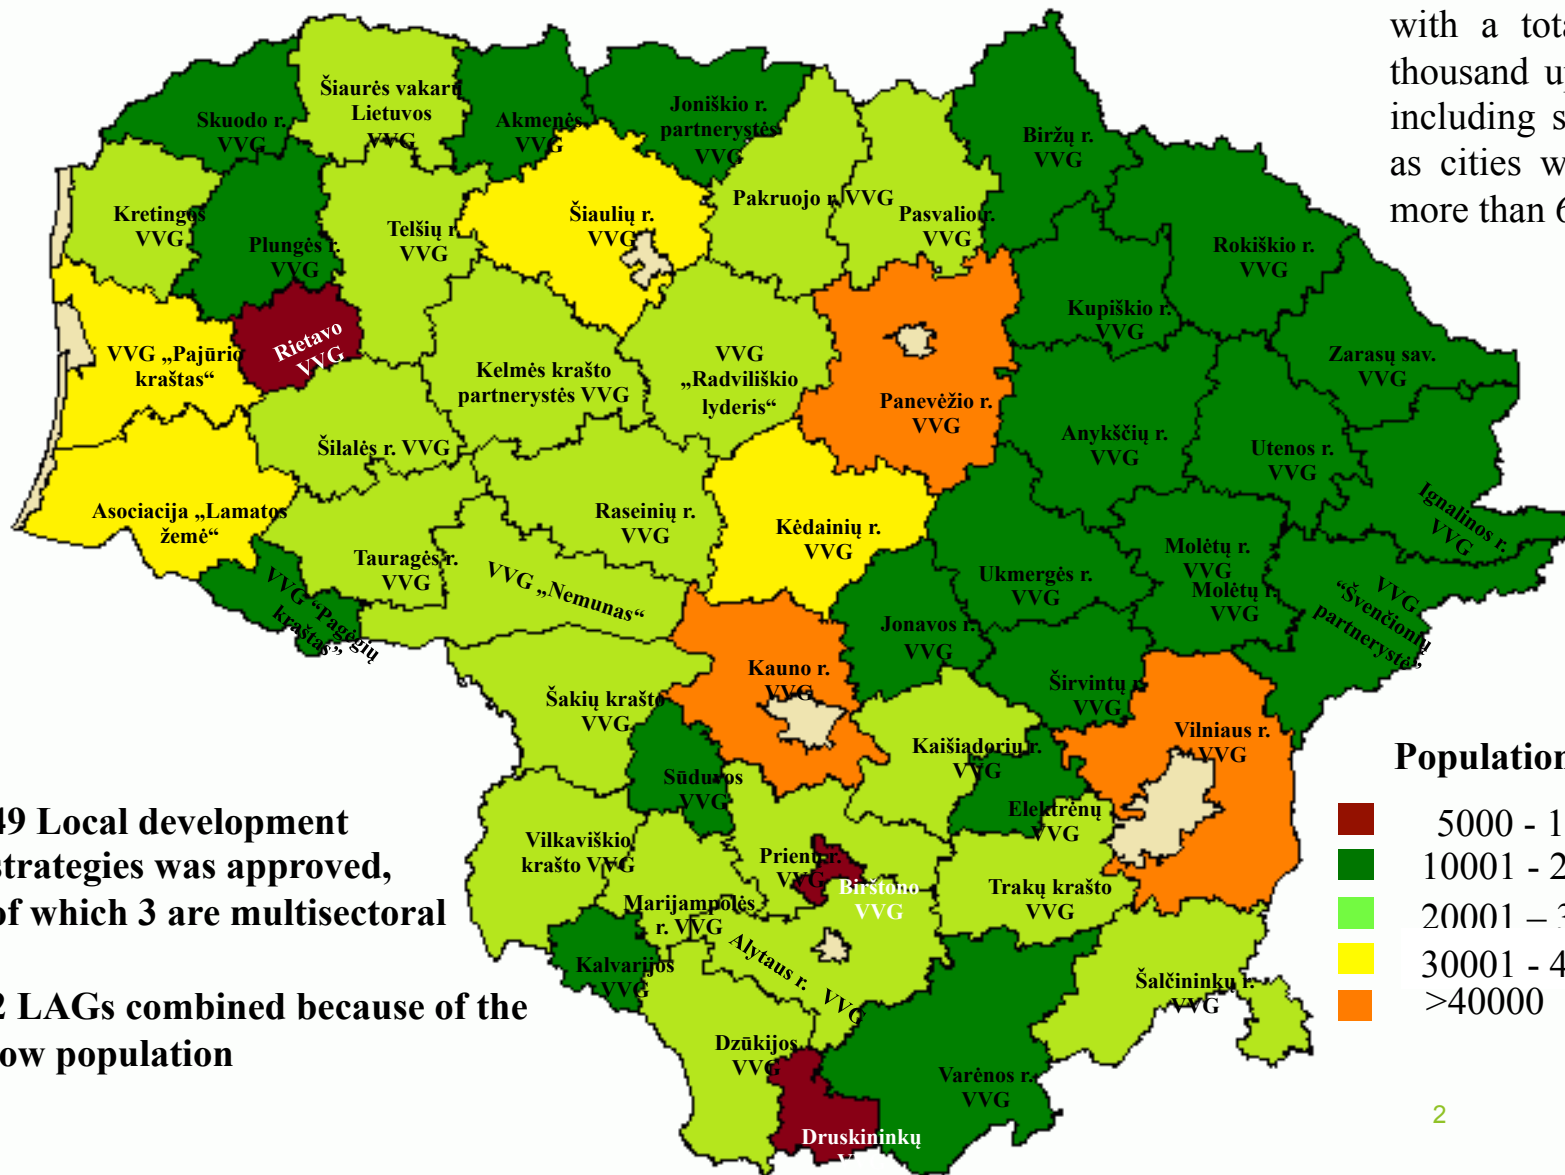 with a tota
thousand up
including s
as cities w
more than 6
Skuodo r.
VVG
Šiaurės vakarų
Lietuvos
VVG
Akmenės
VVG
Joniškio r.
partnerystės
VVG
Biržų r.
VVG
Kretingos
VVG
Plungės r.
VVG
Telšių r.
VVG
Šiaulių r.
VVG
Pakruojo r. VVG
Pasvalio r.
VVG
Rokiškio r.
VVG
Kupiškio r.
VVG
Zarasų sav.
VVG
VVG „Pajūrio
kraštas“
Rietavo
VVG
Kelmės krašto
partnerystės VVG
VVG
„Radviliškio
lyderis“
Panevėžio r.
VVG
Anykščių r.
VVG
Utenos r.
VVG
Ignalinos r.
VVG
Šilalės r. VVG
Asociacija „Lamatos
žemė“
Raseinių r.
VVG
Kėdainių r.
VVG
Tauragės r.
VVG
VVG „Nemunas“
VVG “Pagėgių
kraštas”
Ukmergės r.
VVG
Molėtų r.
VVG
Molėtų r.
VVG
VVG
“Švenčionių
partnerystė”
Jonavos r.
VVG
Kauno r.
VVG
Širvintų r.
VVG
Šakių krašto
VVG
Kaišiadorių r.
VVG
Vilniaus r.
VVG
Sūduvos
VVG
Elektrėnų
VVG
Vilkaviškio
krašto VVG
Prienų r.
VVG
Birštono
VVG
Trakų krašto
VVG
Marijampolės
r. VVG
Alytaus r. VVG
Kalvarijos
VVG
Šalčininkų r.
VVG
Dzūkijos
VVG
Varėnos r.
VVG
Druskininkų
49 Local development
strategies was approved,
of which 3 are multisectoral
2 LAGs combined because of the
low population
Population
5000 - 1
10001 - 2
20001 – 3
30001 - 4
>40000
2